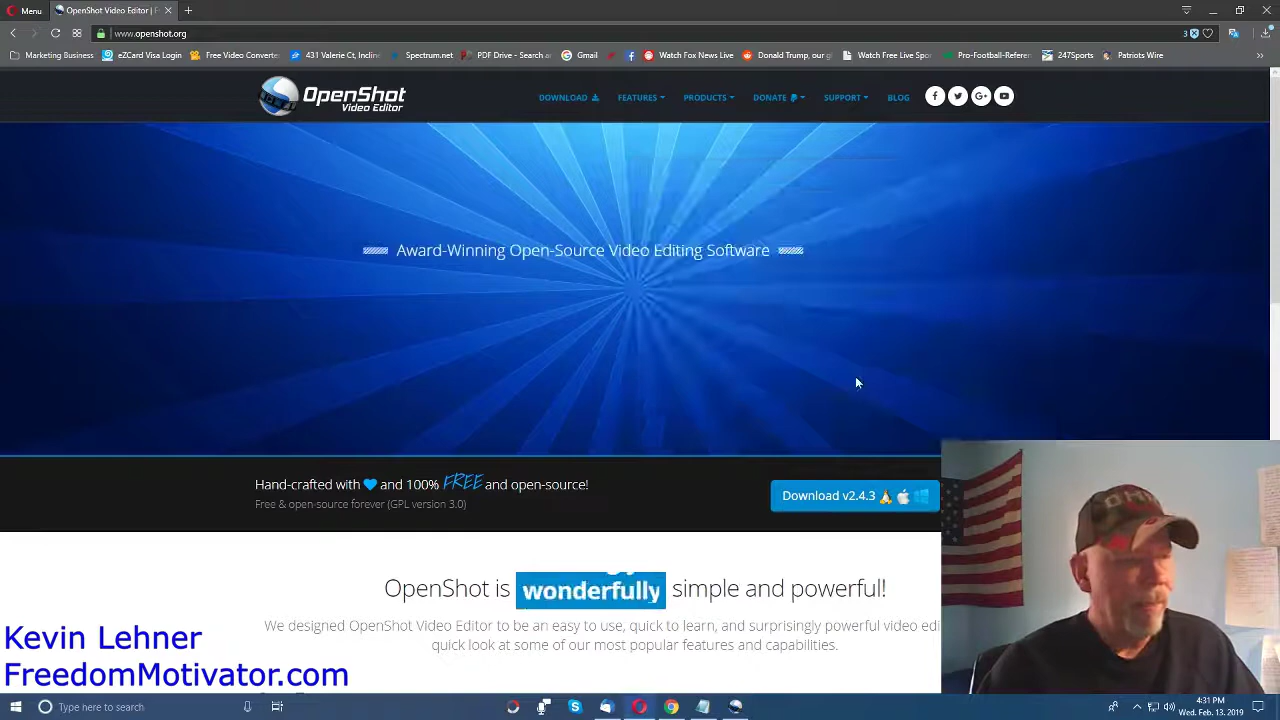 Menu
OpenShot Video Editor | F
www.openshot.org
3
Marketing Business
eZCard Visa Login
Free Video Converte
431 Valerie Ct, Incline
Spectrum.net
PDF Drive - Search ar
Gmail
Watch Fox News Live
Redoubt - Donald Trump, our g
Watch Free Live Spo
Pro-Football-Referen
247Sports
Patriots Wire
OpenShot
Video Editor
DOWNLOAD
FEATURES
PRODUCTS
DONATE
SUPPORT
BLOG
Award-Winning Open-Source Video Editing Software
Hand-crafted with and 100% FREE and open-source!
Free & open-source forever (GPL version 3.0)
Download v2.4.3
OpenShot is wonderfully simple and powerful!
We designed OpenShot Video Editor to be an easy to use, quick to learn, and surprisingly powerful video edi
quick look at some of our most popular features and capabilities.
Kevin Lehner
FreedomMotivator.com
Type here to search
4:31 PM
Wed. Feb. 13. 2019